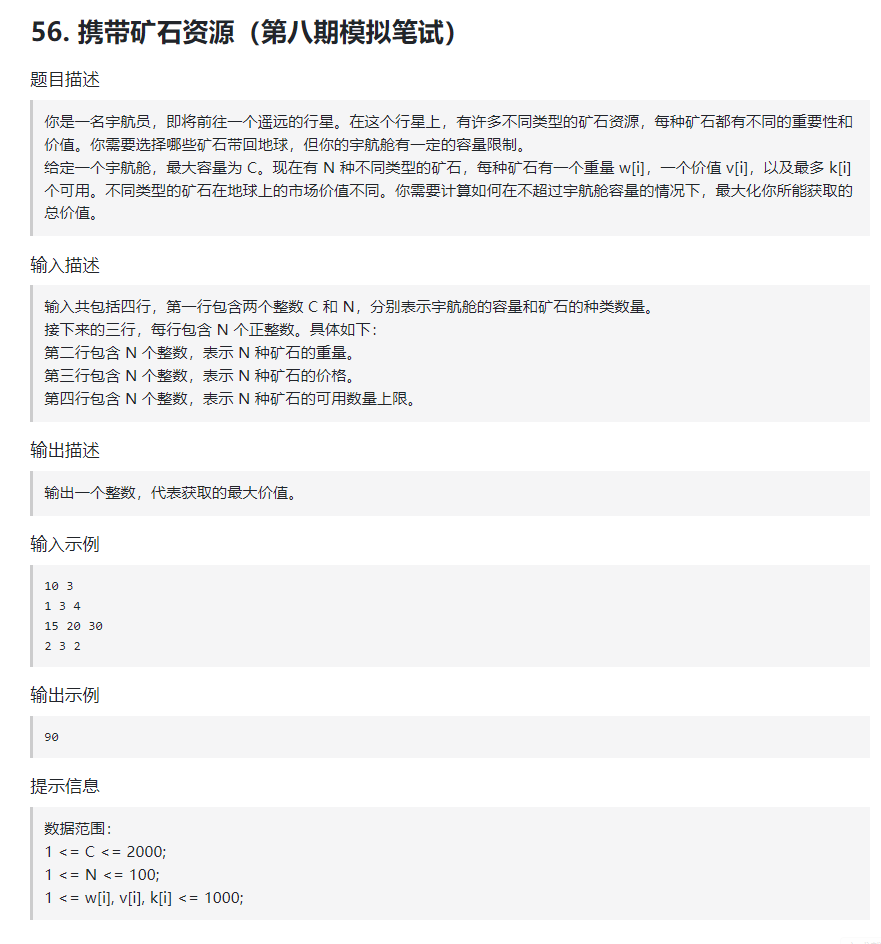 56. 携带矿石资源（第八期模拟笔试）
题目描述
你是一名宇航员，即将前往一个遥远的行星。在这个行星上，有许多不同类型的矿石资源，每种矿石都有不同的重要性和
价值。你需要选择哪些矿石带回地球，但你的宇航舱有一定的容量限制。
给定一个宇航舱，最大容量为 C。现在有 N 种不同类型的矿石，每种矿石有一个重量 w[i]，一个价值 v[i]，以及最多 k[i]
个可用。不同类型的矿石在地球上的市场价值不同。你需要计算如何在不超过宇航舱容量的情况下，最大化你所能获取的
总价值。
输入描述
输入共包括四行，第一行包含两个整数 C 和 N，分别表示宇航舱的容量和矿石的种类数量。
接下来的三行，每行包含 N 个正整数。具体如下：
第二行包含 N 个整数，表示 N 种矿石的重量。
第三行包含 N 个整数，表示 N 种矿石的价格。
第四行包含 N 个整数，表示 N 种矿石的可用数量上限。
输出描述
输出一个整数，代表获取的最大价值。
输入示例
10 3
1 3 4
15 20 30
2 3 2
输出示例
90
提示信息
数据范围：
1 <= C <= 2000;
1 <= N <= 100;
1 <= w[i], v[i], k[i] <= 1000;